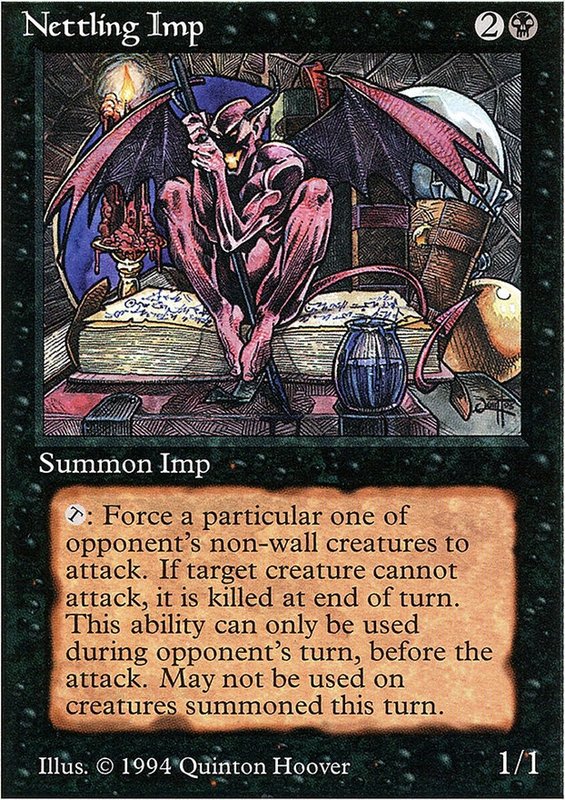 Nettling Imp 2
Summon Imp
T: Force a particular one of
opponent's non-wall creatures to
attack. If target creature cannot
attack, it is killed at end of turn.
This ability can only be used
during opponent's turn, before the
attack. May not be used on
creatures summoned this turn.
Illus. © 1994 Quinton Hoover 1/1